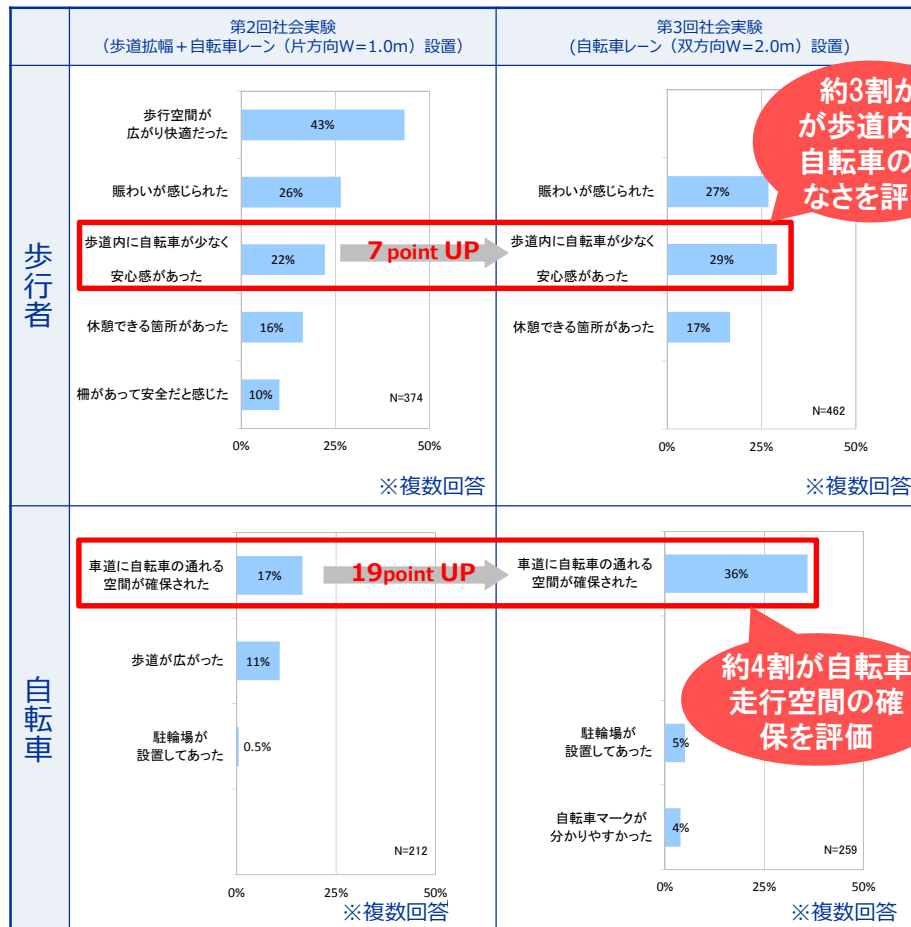 第2回社会実験
（歩道拡幅＋自転車レーン（片方向W＝1.0m）設置）
第3回社会実験
(自転車レーン（双方向W＝2.0m）設置)
歩行者
歩行空間が
広がり快適だった
43%
賑わいが感じられた
26%
歩道内に自転車が少なく
安心感があった
22%
7 point UP
休憩できる箇所があった
16%
柵があって安全だと感じた
10%
N=374
0%
25%
50%
※複数回答
約3割が
が歩道内
自転車の
なさを評
賑わいが感じられた
27%
歩道内に自転車が少なく
安心感があった
29%
休憩できる箇所があった
17%
N=462
0%
25%
50%
※複数回答
自転車
車道に自転車の通れる
空間が確保された
17%
19point UP
歩道が広がった
11%
駐輪場が
設置してあった
0.5%
N=212
0%
25%
50%
※複数回答
車道に自転車の通れる
空間が確保された
36%
約4割が自転車
走行空間の確
保を評価
駐輪場が
設置してあった
5%
自転車マークが
分かりやすかった
4%
N=259
0%
25%
50%
※複数回答